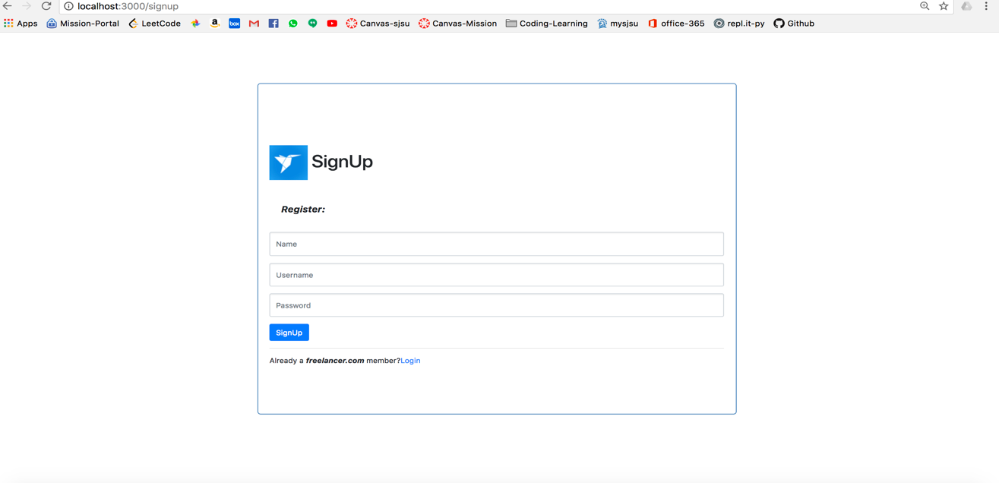 localhost:3000/signup
Apps Mission-Portal LeetCode a box Canvas-sjsu Canvas-Mission Coding-Learning mysjsu office-365 repl.it-py Github
SignUp
Register:
Name
Username
Password
SignUp
Already a freelancer.com member?Login